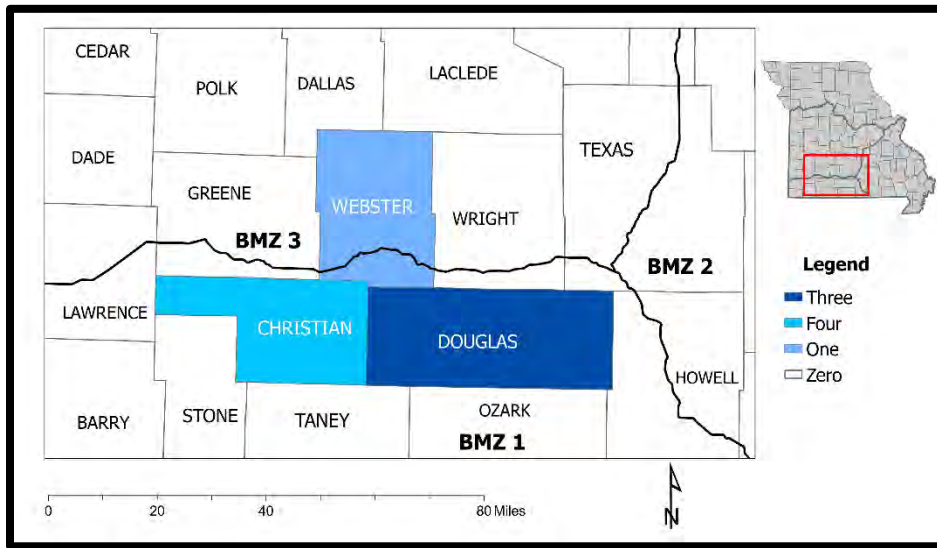 CEDAR
POLK
DALLAS
LACLEDE
DADE
TEXAS
GREENE
WEBSTER
WRIGHT
BMZ 3
BMZ 2
LAWRENCE
CHRISTIAN
DOUGLAS
HOWELL
BARRY
STONE
TANEY
OZARK
BMZ 1
Legend
Three
Four
One
Zero
0 20 40 80 Miles
N